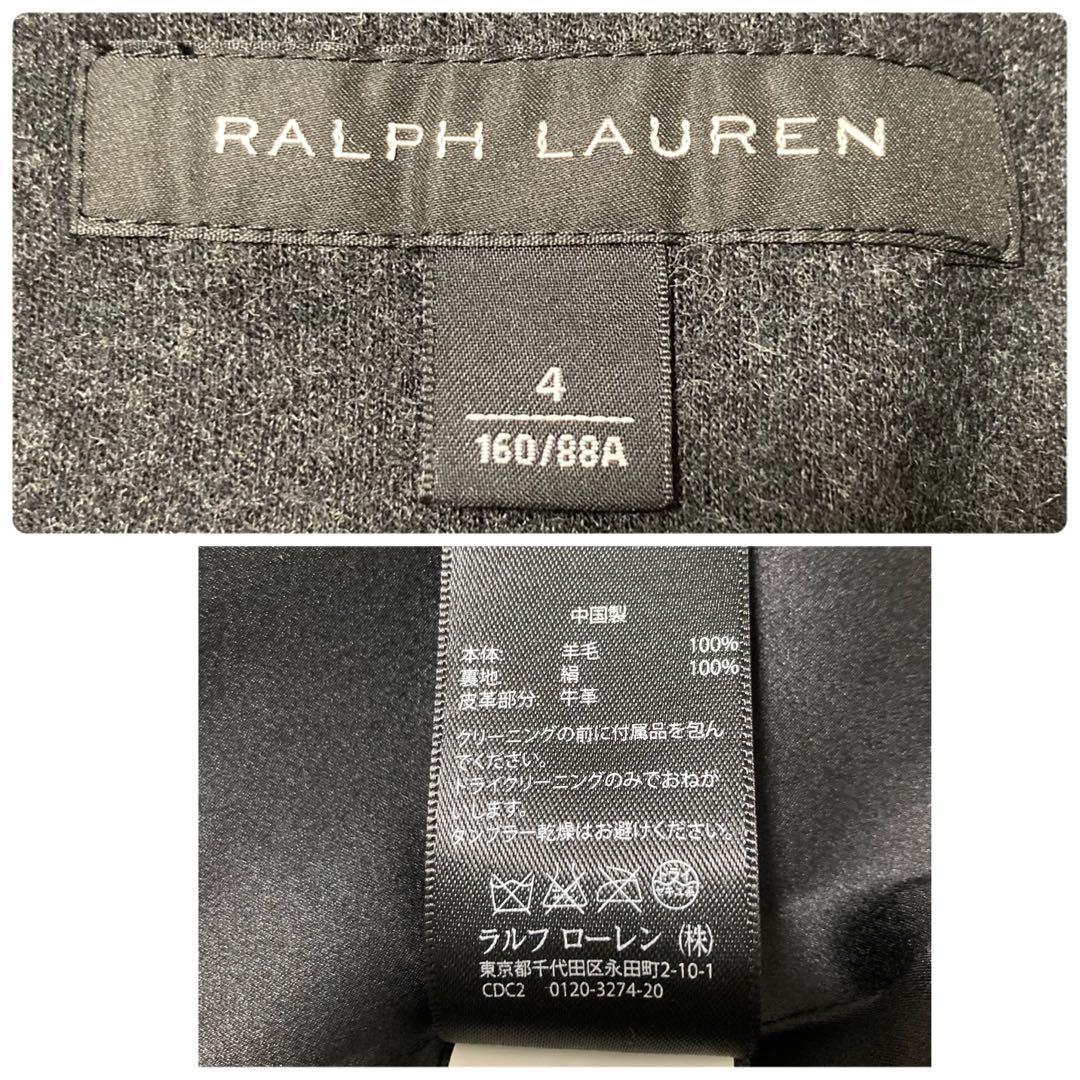 RALPH LAUREN
4
160/88A
中国製
本体 羊毛 100%
裏地 絹 100%
皮革部分 牛革
クリーニングの前に付属品を包ん
でください。
ドライクリーニングのみでおねが
します。
タンブラー乾燥はお避けください。
ラルフ ローレン (株)
東京都千代田区永田町2-10-1
CDC2 0120-3274-20